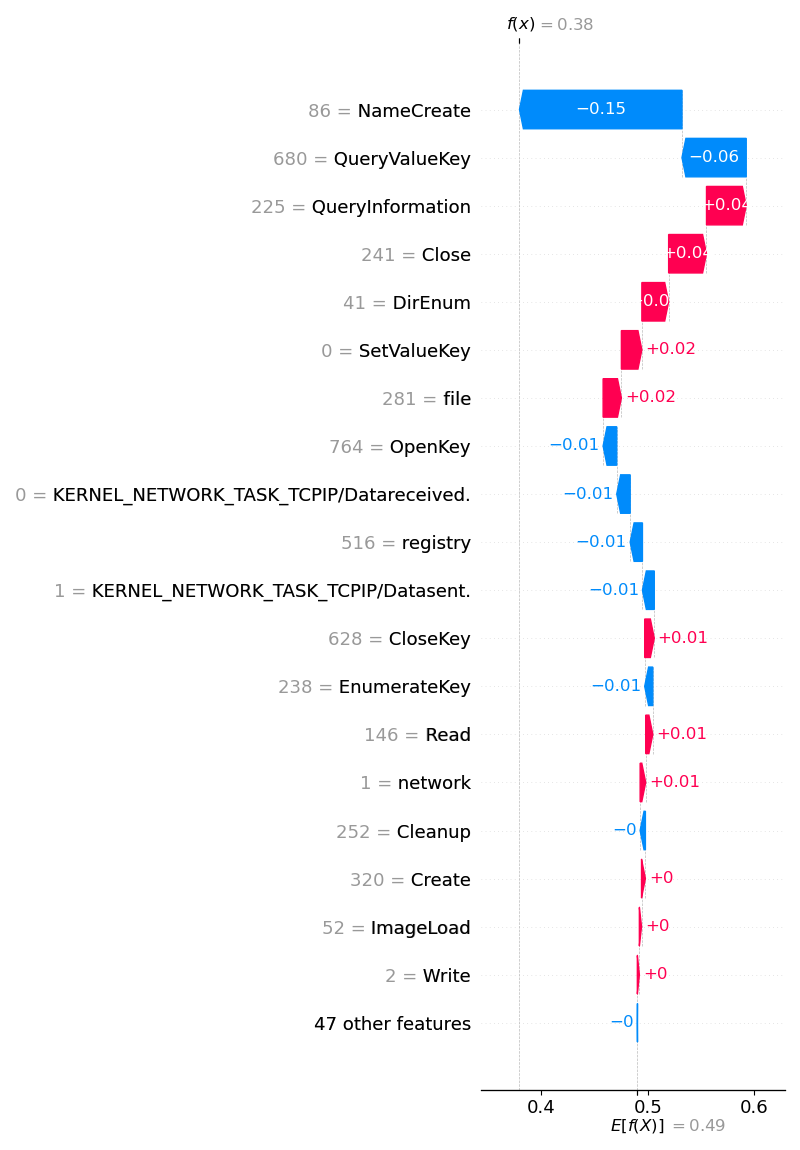 f(x) = 0.38
86 = NameCreate −0.15
680 = QueryValueKey −0.06
225 = QueryInformation +0.04
241 = Close +0.04
41 = DirEnum
0 = SetValueKey +0.02
281 = file +0.02
764 = OpenKey −0.01
0 = KERNEL_NETWORK_TASK_TCPIP/Datareceived. −0.01
516 = registry −0.01
1 = KERNEL_NETWORK_TASK_TCPIP/Datasent. −0.01
628 = CloseKey +0.01
238 = EnumerateKey −0.01
146 = Read +0.01
1 = network +0.01
252 = Cleanup −0
320 = Create +0
52 = ImageLoad +0
2 = Write +0
47 other features −0
0.4 0.5 0.6
E[f(X)] = 0.49